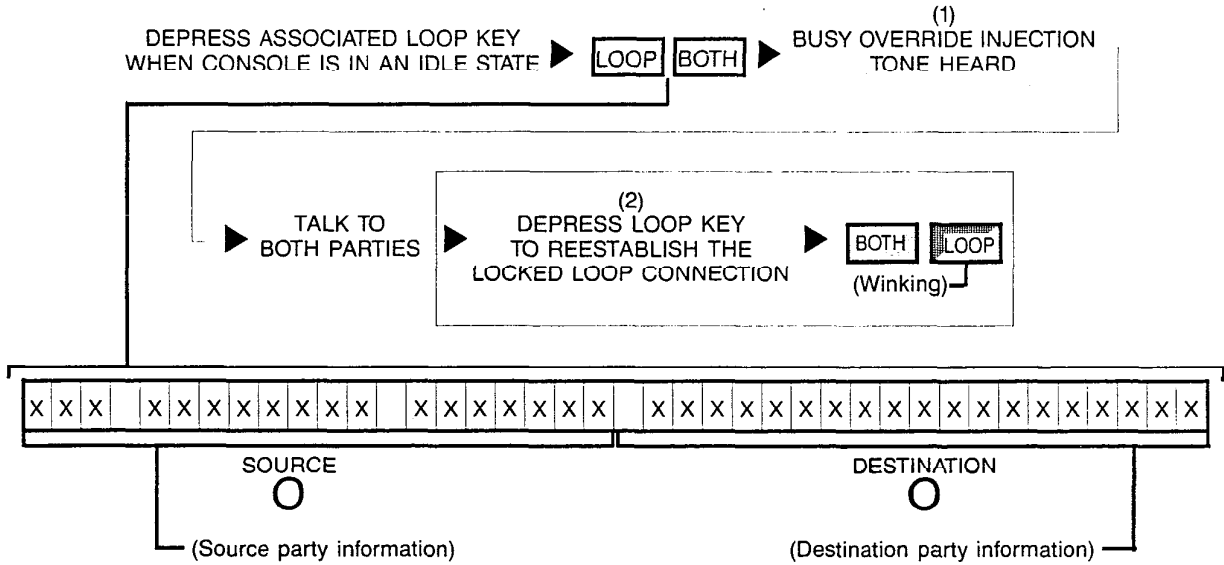 (1)
DEPRESS ASSOCIATED LOOP KEY
WHEN CONSOLE IS IN AN IDLE STATE
LOOP BOTH
BUSY OVERRIDE INJECTION
TONE HEARD
TALK TO
BOTH PARTIES
(2)
DEPRESS LOOP KEY
TO REESTABLISH THE
LOCKED LOOP CONNECTION
BOTH LOOP
(Winking)
X X X   X X X X X X X X   X X X X X X X   X X X X X X X X X X X X X X X X X X X
SOURCE
DESTINATION
O
O
(Source party information)
(Destination party information)